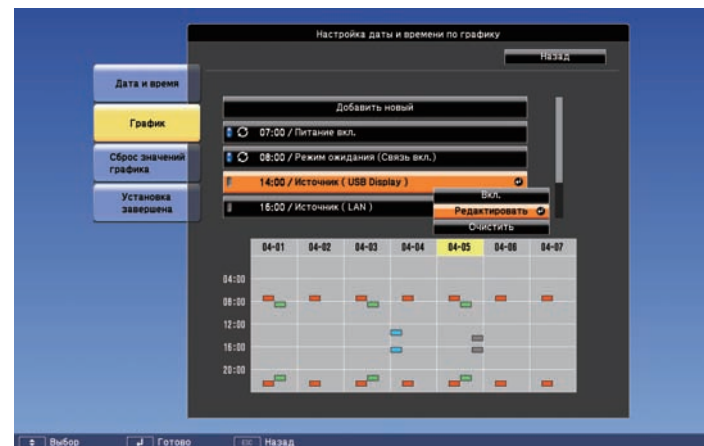 Настройка даты и времени по графику
Назад
Дата и время
График
Сброс значений
графика
Установка
завершена
Добавить новый
07:00 / Питание вкл.
08:00 / Режим ожидания (Связь вкл.)
14:00 / Источник ( USB Display )
16:00 / Источник ( LAN )
Вкл.
Редактировать
Очистить
04-01 04-02 04-03 04-04 04-05 04-06 04-07
04:00
08:00
12:00
16:00
20:00
Выбор Готово Esc Назад